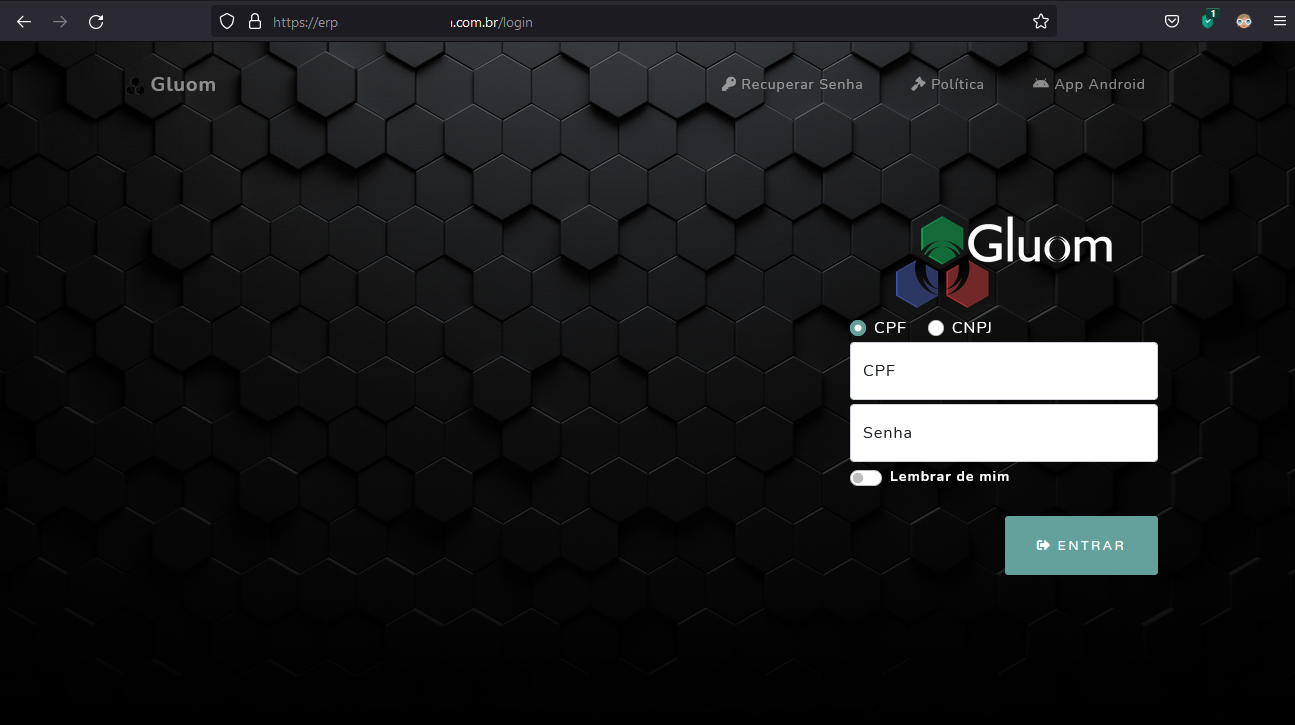 https://erp .com.br/login
1
Gluom
Recuperar Senha
Política
App Android
Gluom
CPF
CNPJ
CPF
Senha
Lembrar de mim
ENTRAR